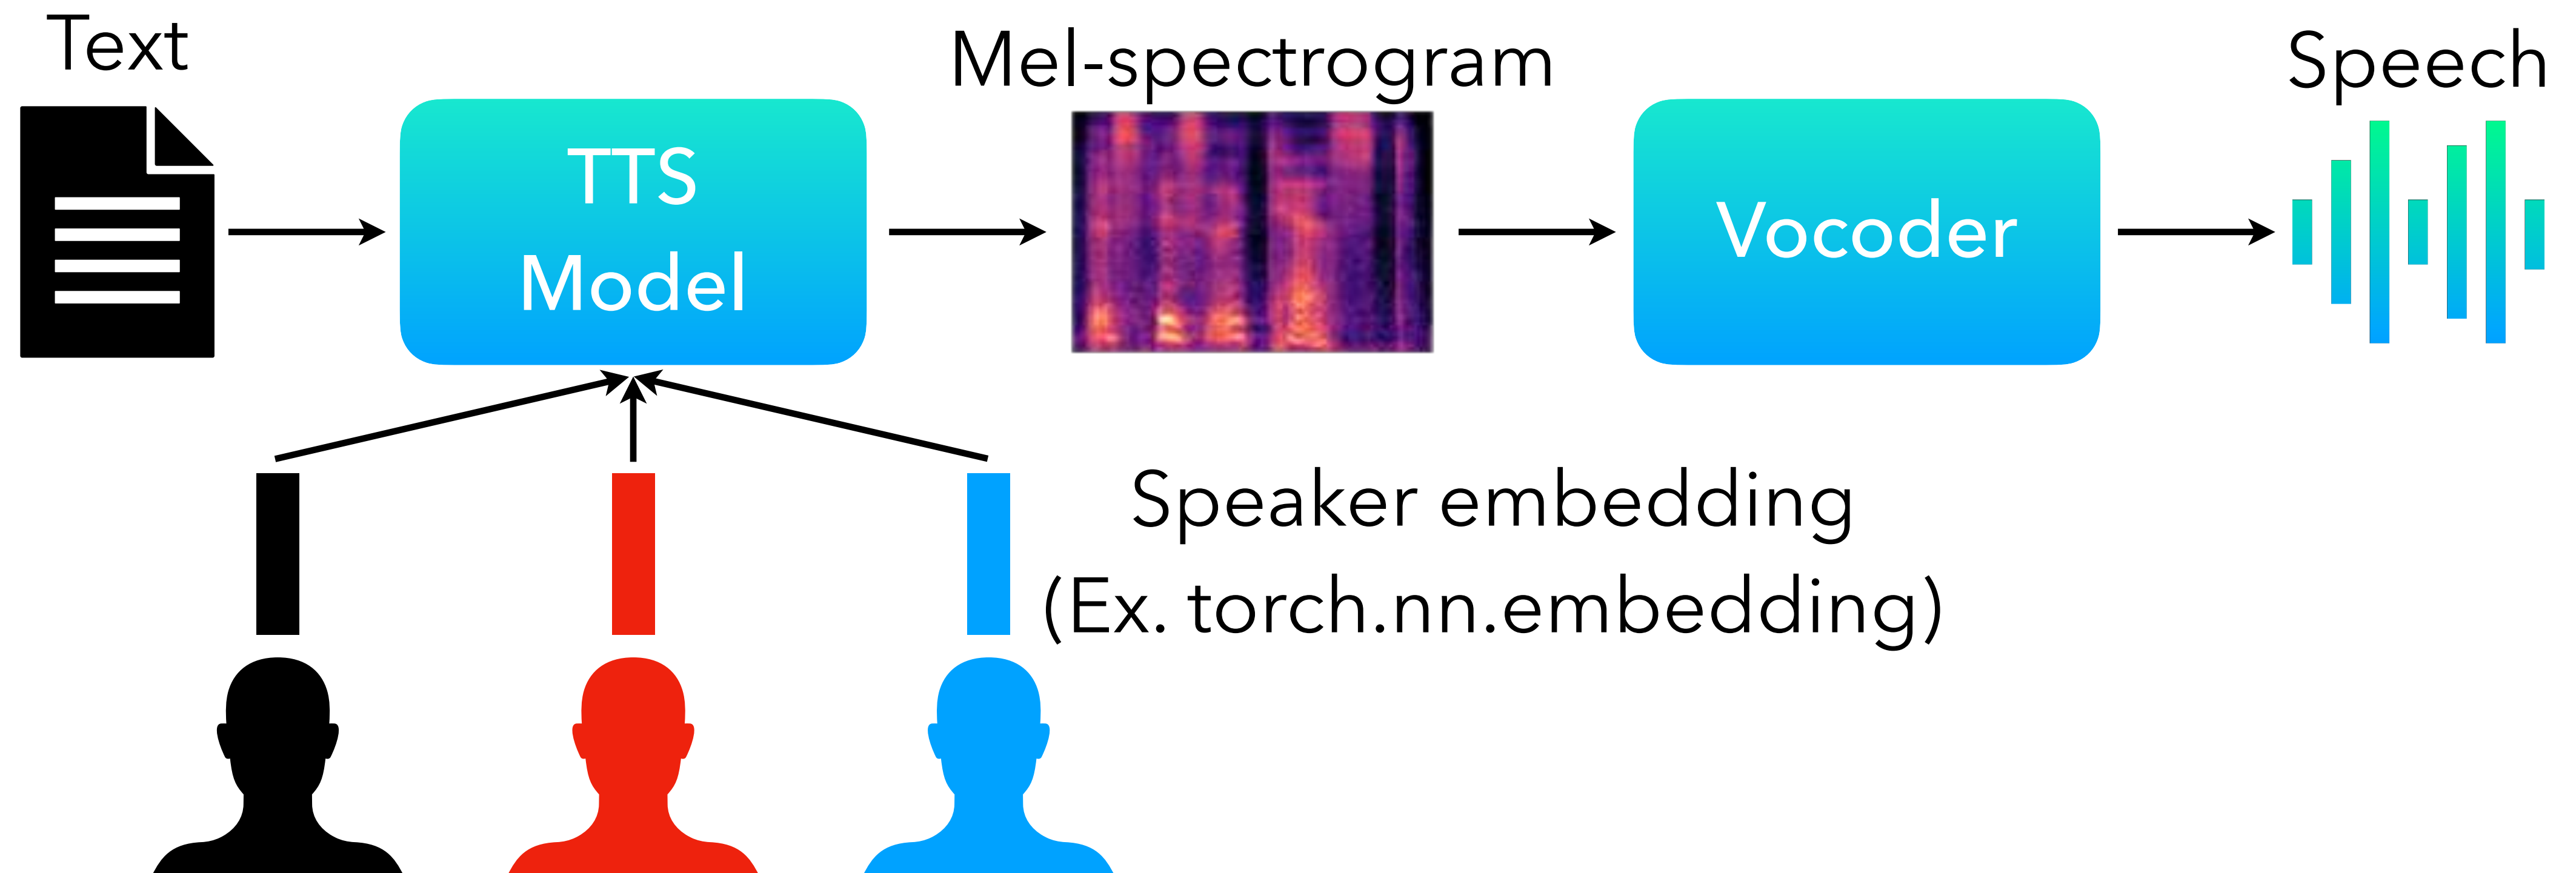 Text
TTS
Model
Mel-spectrogram
Vocoder
Speech
Speaker embedding
(Ex. torch.nn.embedding)